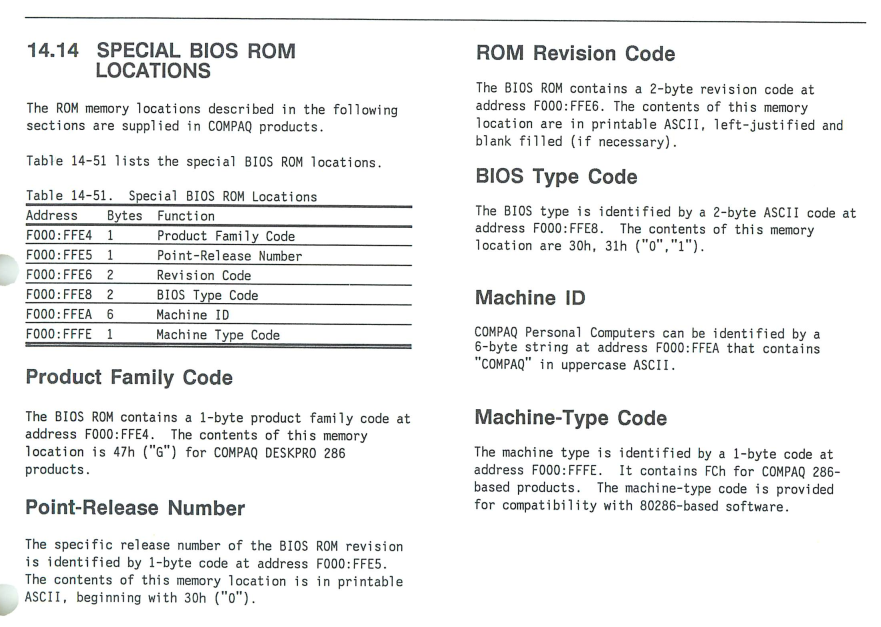 14.14 SPECIAL BIOS ROM
LOCATIONS
The ROM memory locations described in the following
sections are supplied in COMPAQ products.
Table 14-51 lists the special BIOS ROM locations.
Table 14-51. Special BIOS ROM Locations
Address Bytes Function
F000:FFE4 1 Product Family Code
F000:FFE5 1 Point-Release Number
F000:FFE6 2 Revision Code
F000:FFE8 2 BIOS Type Code
F000:FFEA 6 Machine ID
F000:FFFE 1 Machine Type Code
Product Family Code
The BIOS ROM contains a 1-byte product family code at
address F000:FFE4. The contents of this memory
location is 47h ("G") for COMPAQ DESKPRO 286
products.
Point-Release Number
The specific release number of the BIOS ROM revision
is identified by 1-byte code at address F000:FFE5.
The contents of this memory location is in printable
ASCII, beginning with 30h ("0").
ROM Revision Code
The BIOS ROM contains a 2-byte revision code at
address F000:FFE6. The contents of this memory
location are in printable ASCII, left-justified and
blank filled (if necessary).
BIOS Type Code
The BIOS type is identified by a 2-byte ASCII code at
address F000:FFE8. The contents of this memory
location are 30h, 31h ("0","1").
Machine ID
COMPAQ Personal Computers can be identified by a
6-byte string at address F000:FFEA that contains
"COMPAQ" in uppercase ASCII.
Machine-Type Code
The machine type is identified by a 1-byte code at
address F000:FFFE. It contains FCh for COMPAQ 286-
based products. The machine-type code is provided
for compatibility with 80286-based software.